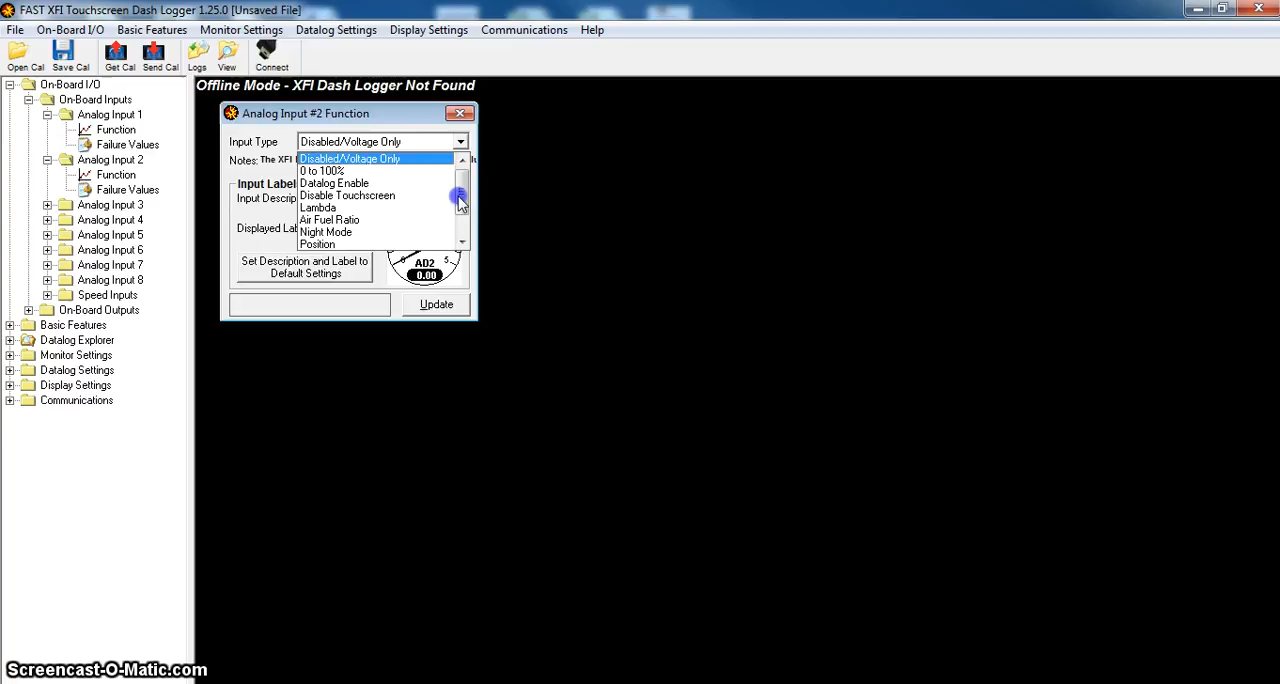 FAST XFI Touchscreen Dash Logger 1.25.0 [Unsaved File]
File On-Board I/O Basic Features Monitor Settings Datalog Settings Display Settings Communications Help
Open Cal Save Cal Get Cal Send Cal Logs View Connect
On-Board I/O
On-Board Inputs
Analog Input 1
Function
Failure Values
Analog Input 2
Function
Failure Values
Analog Input 3
Analog Input 4
Analog Input 5
Analog Input 6
Analog Input 7
Analog Input 8
Speed Inputs
On-Board Outputs
Basic Features
Datalog Explorer
Monitor Settings
Datalog Settings
Display Settings
Communications
Offline Mode - XFI Dash Logger Not Found
Analog Input #2 Function
Input Type Disabled/Voltage Only
Notes: The XFI
Disabled/Voltage Only
0 to 100%
Datalog Enable
Disable Touchscreen
Lambda
Air Fuel Ratio
Night Mode
Position
Input Label
Input Descrip
Displayed Lab
Set Description and Label to
Default Settings
0 5
AD2
0.00
Update
Screencast-O-Matic.com